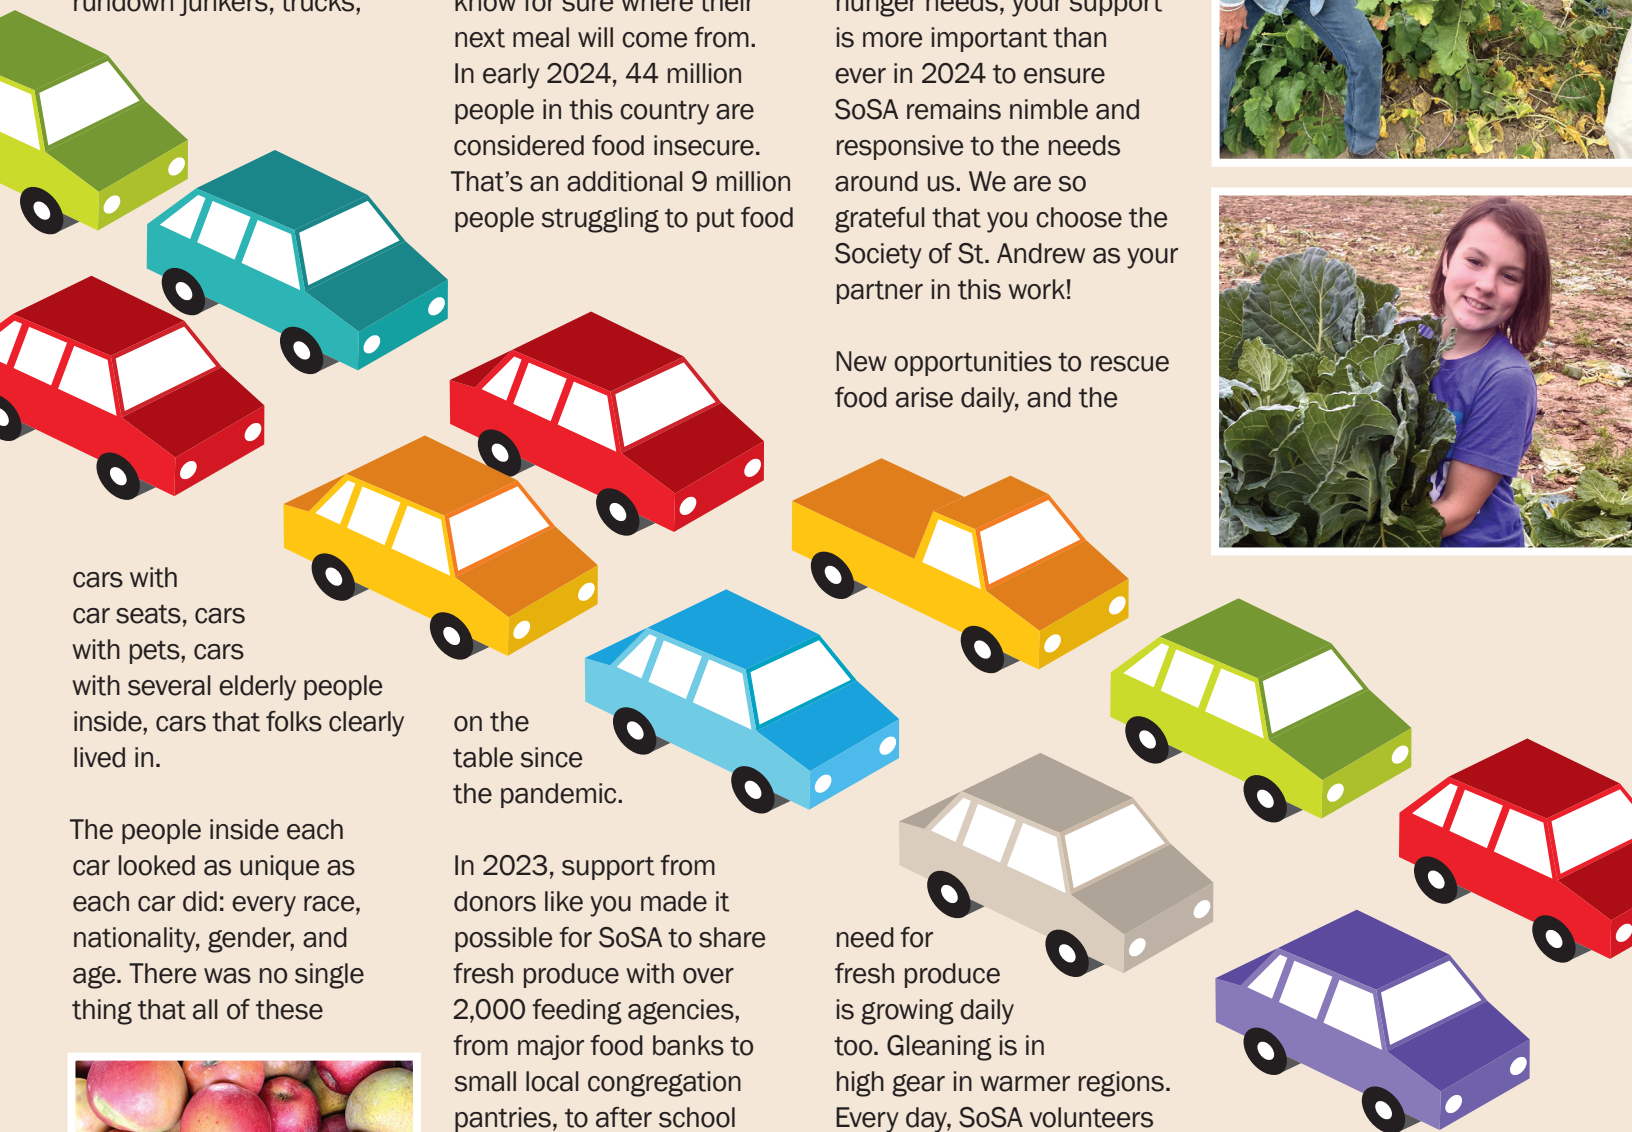 rundown junkers, trucks,
cars with
car seats, cars
with pets, cars
with several elderly people
inside, cars that folks clearly
lived in.
The people inside each
car looked as unique as
each car did: every race,
nationality, gender, and
age. There was no single
thing that all of these
know for sure where their
next meal will come from.
In early 2024, 44 million
people in this country are
considered food insecure.
That's an additional 9 million
people struggling to put food
on the
table since
the pandemic.
In 2023, support from
donors like you made it
possible for SoSA to share
fresh produce with over
2,000 feeding agencies,
from major food banks to
small local congregation
pantries, to after school
hunger needs, your support
is more important than
ever in 2024 to ensure
SoSA remains nimble and
responsive to the needs
around us. We are so
grateful that you choose the
Society of St. Andrew as your
partner in this work!
New opportunities to rescue
food arise daily, and the
need for
fresh produce
is growing daily
too. Gleaning is in
high gear in warmer regions.
Every day, SoSA volunteers